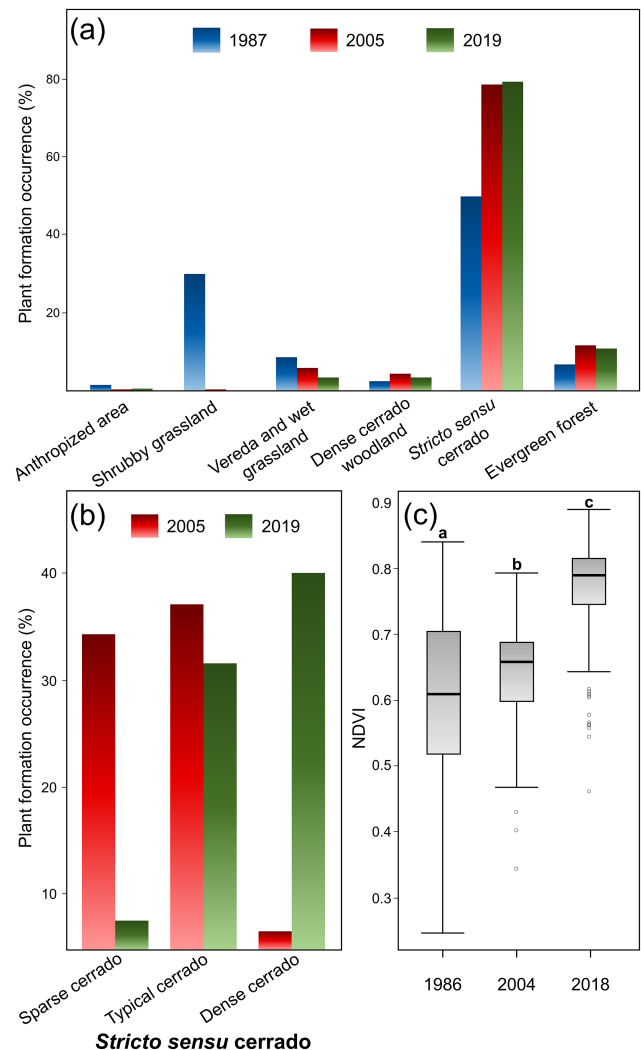 (a)
1987 2005 2019
Plant formation occurrence (%)
80
60
40
20
Anthropized area
Shrubby grassland
Vereda and wet
grassland
Dense cerrado
woodland
Stricto sensu
cerrado
Evergreen forest
(b)
2005 2019
Plant formation occurrence (%)
40
30
20
10
Sparse cerrado
Typical cerrado
Dense cerrado
Stricto sensu cerrado
(c)
NDVI
0.9
0.8
0.7
0.6
0.5
0.4
0.3
a
b
c
1986 2004 2018